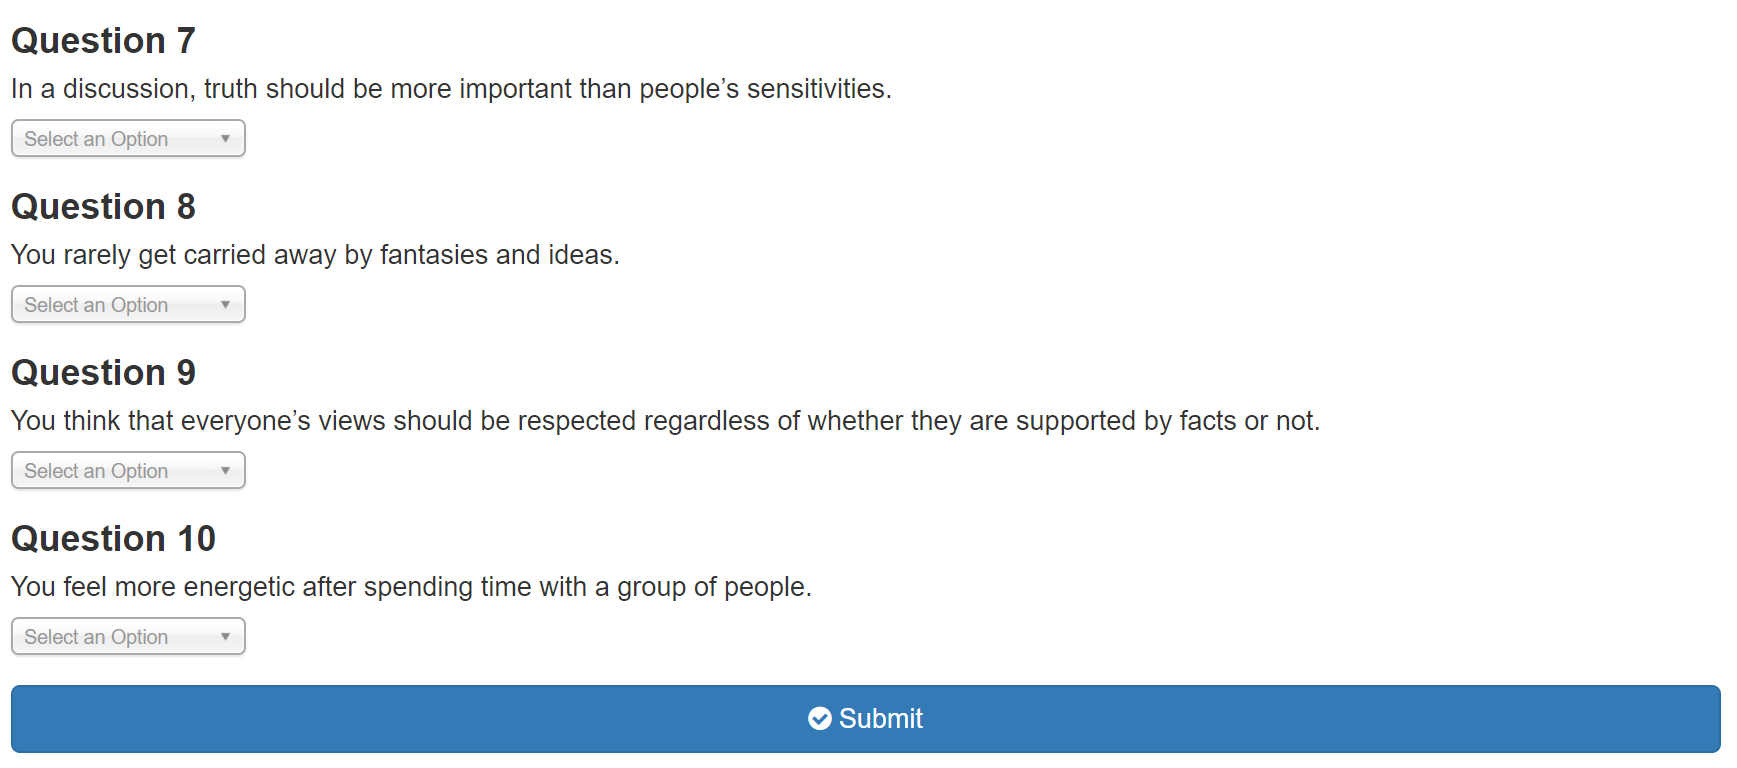 Question 7
In a discussion, truth should be more important than people’s sensitivities.
Select an Option
Question 8
You rarely get carried away by fantasies and ideas.
Select an Option
Question 9
You think that everyone’s views should be respected regardless of whether they are supported by facts or not.
Select an Option
Question 10
You feel more energetic after spending time with a group of people.
Select an Option
Submit